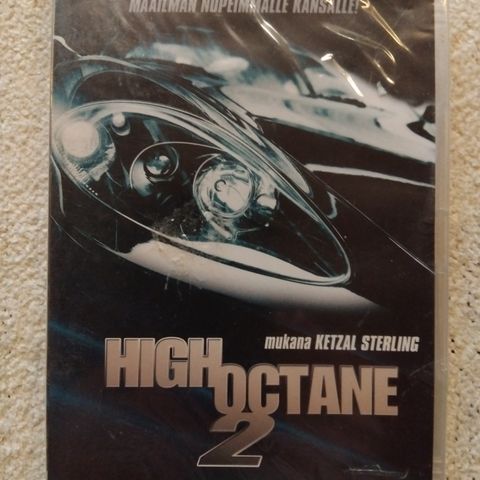 MAAILMAN NOPEIMMALLE KANSALLE!
mukana KETZAL STERLING
HIGH OCTANE
2